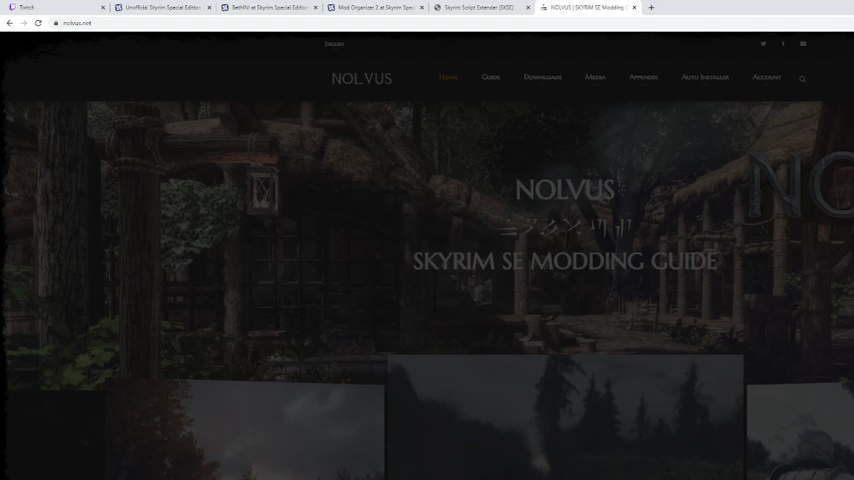 Twitch
Unofficial Skyrim Special Edition
BethINI at Skyrim Special Edition
Mod Organizer 2 at Skyrim Spec
Skyrim Script Extender (SKSE)
NOLVUS | SKYRIM SE Modding G
nolvus.net
English
NOLVUS
Home
Guide
Downloads
Media
Appendix
Auto Installer
Account
NOLVUS
SKYRIM SE MODDING GUIDE
NO